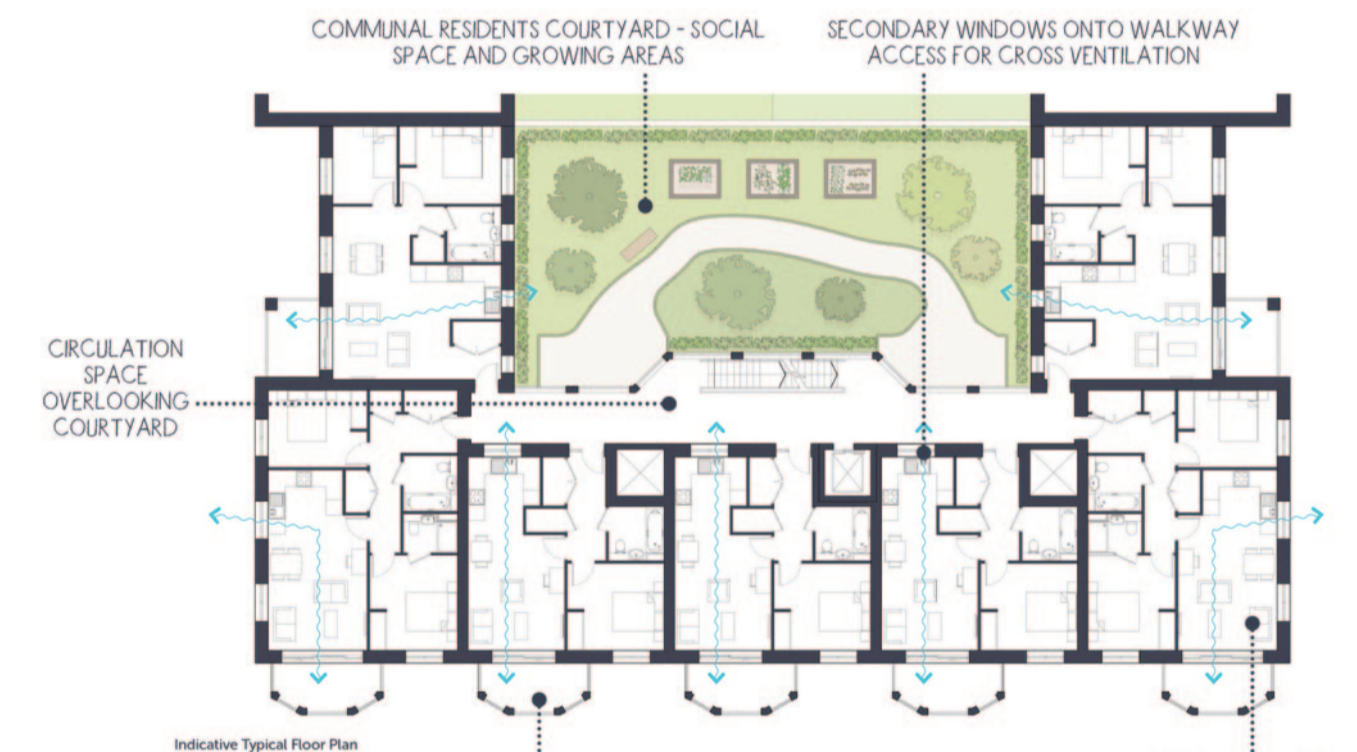 COMMUNAL RESIDENTS COURTYARD - SOCIAL
SPACE AND GROWING AREAS
SECONDARY WINDOWS ONTO WALKWAY
ACCESS FOR CROSS VENTILATION
CIRCULATION
SPACE
OVERLOOKING
COURTYARD
Indicative Typical Floor Plan